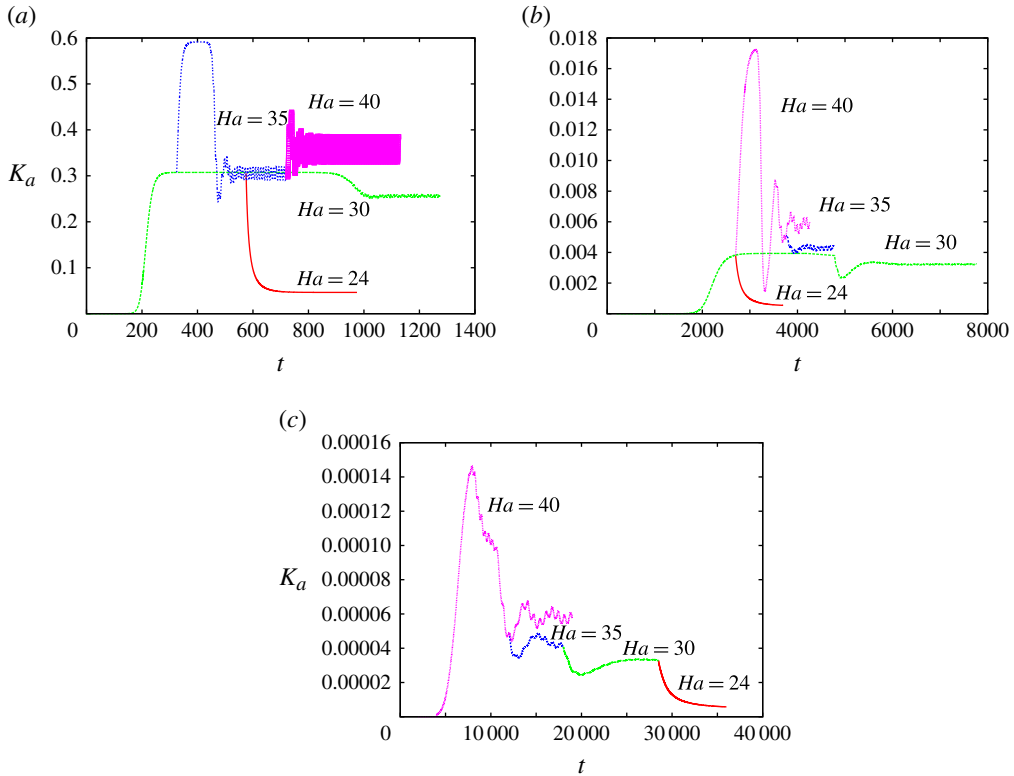 (a)
0.6
0.5
0.4
0.3
0.2
0.1
K_a
Ha = 35
Ha = 40
Ha = 30
Ha = 24
0 200 400 600 800 1000 1200 1400
t
(b)
0.018
0.016
0.014
0.012
0.010
0.008
0.006
0.004
0.002
Ha = 40
Ha = 35
Ha = 30
Ha = 24
0 2000 4000 6000 8000
t
(c)
0.00016
0.00014
0.00012
0.00010
0.00008
0.00006
0.00004
0.00002
K_a
Ha = 40
Ha = 35
Ha = 30
Ha = 24
0 10 000 20 000 30 000 40 000
t